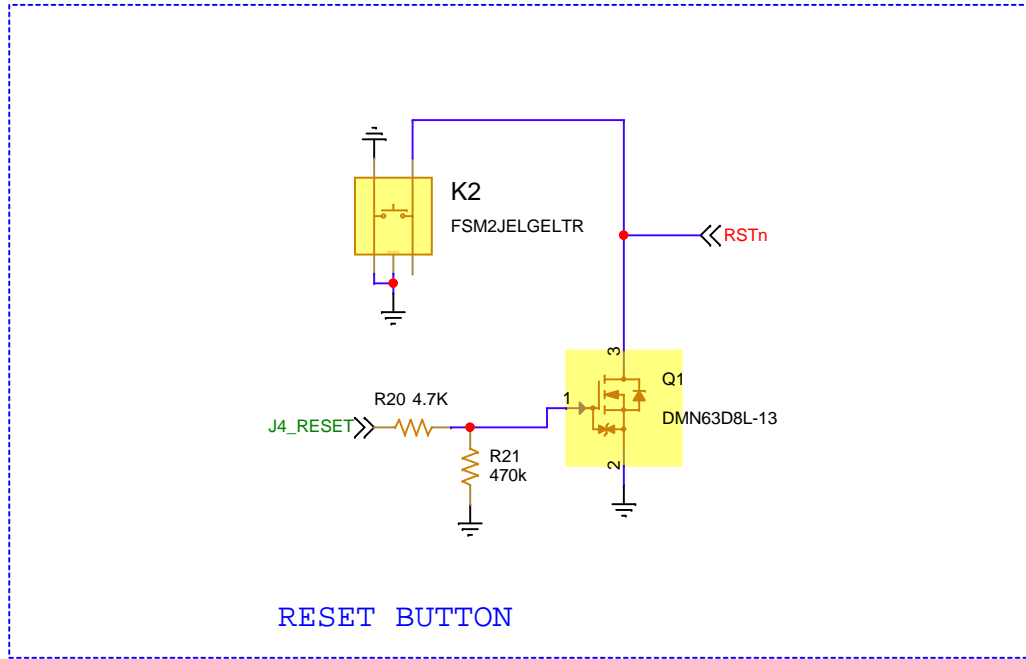 K2
FSM2JELGELTR
RSTn
3
Q1
1
DMN63D8L-13
R20 4.7K
J4_RESET
R21
470k
2
RESET BUTTON